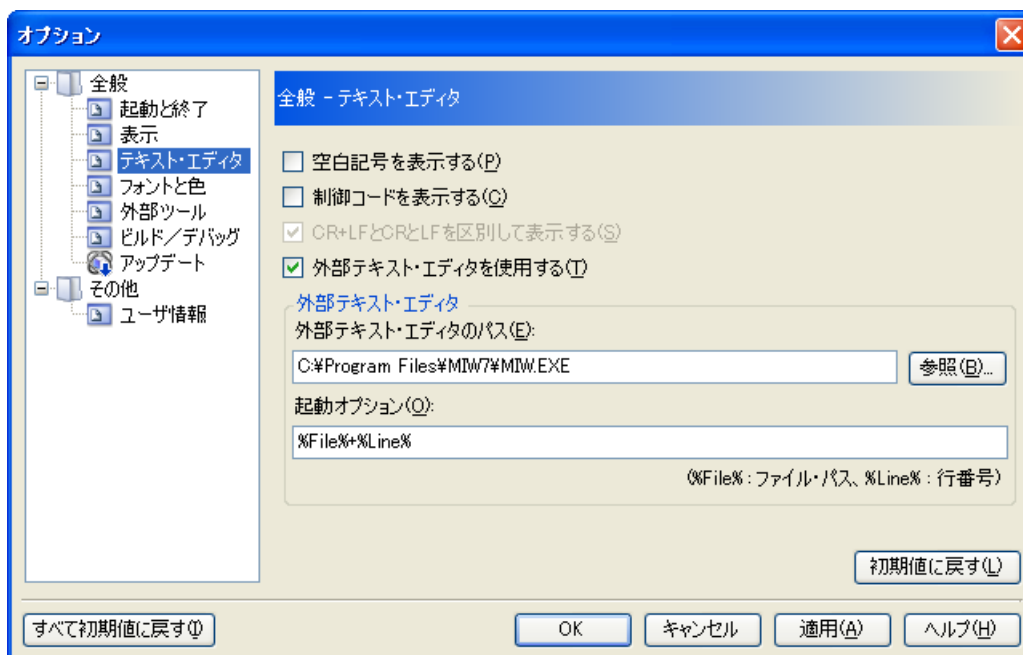 オプション
全般
起動と終了
表示
テキスト・エディタ
フォントと色
外部ツール
ビルド／デバッグ
アップデート
その他
ユーザ情報
全般 - テキスト・エディタ
空白記号を表示する(P)
制御コードを表示する(C)
CR+LFとCRとLFを区別して表示する(S)
外部テキスト・エディタを使用する(T)
外部テキスト・エディタ
外部テキスト・エディタのパス(E):
C:¥Program Files¥MIW7¥MIW.EXE
参照(B)...
起動オプション(O):
%File%+%Line%
(%File% : ファイル・パス、%Line% : 行番号)
初期値に戻す(L)
すべて初期値に戻す(I)
OK
キャンセル
適用(A)
ヘルプ(H)